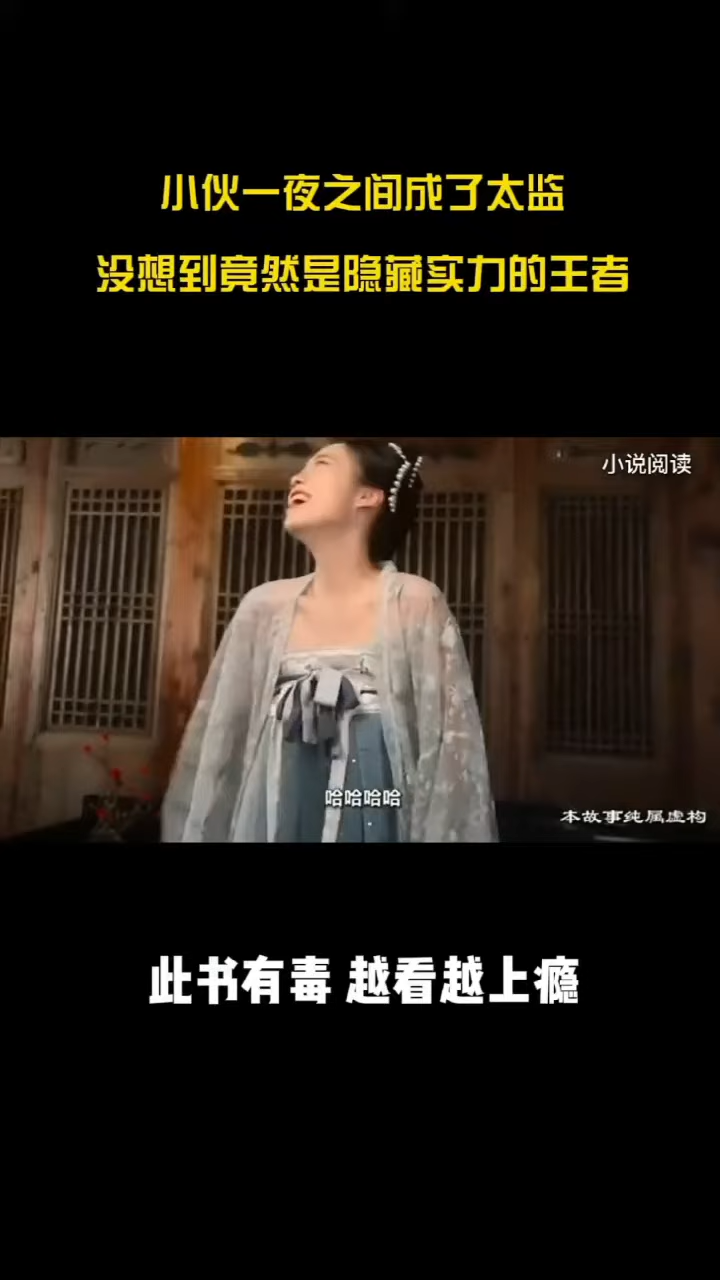 小伙一夜之间成了太监
没想到竟然是隐藏实力的王者
小说阅读
哈哈哈哈
本故事纯属虚构
此书有毒 越看越上瘾